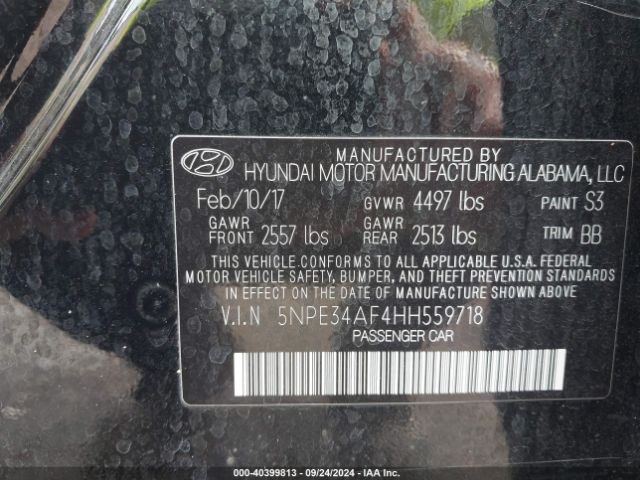 MANUFACTURED BY
HYUNDAI MOTOR MANUFACTURING ALABAMA, LLC
Feb/10/17 GVWR 4497 lbs PAINT S3
GAWR FRONT 2557 lbs GAWR REAR 2513 lbs TRIM BB
THIS VEHICLE CONFORMS TO ALL APPLICABLE U.S.A. FEDERAL
MOTOR VEHICLE SAFETY, BUMPER, AND THEFT PREVENTION STANDARDS
IN EFFECT ON THE DATE OF MANUFACTURE SHOWN ABOVE.
V.I.N 5NPE34AF4HH559718
PASSENGER CAR
000-40399813 - 09/24/2024 - IAA Inc.